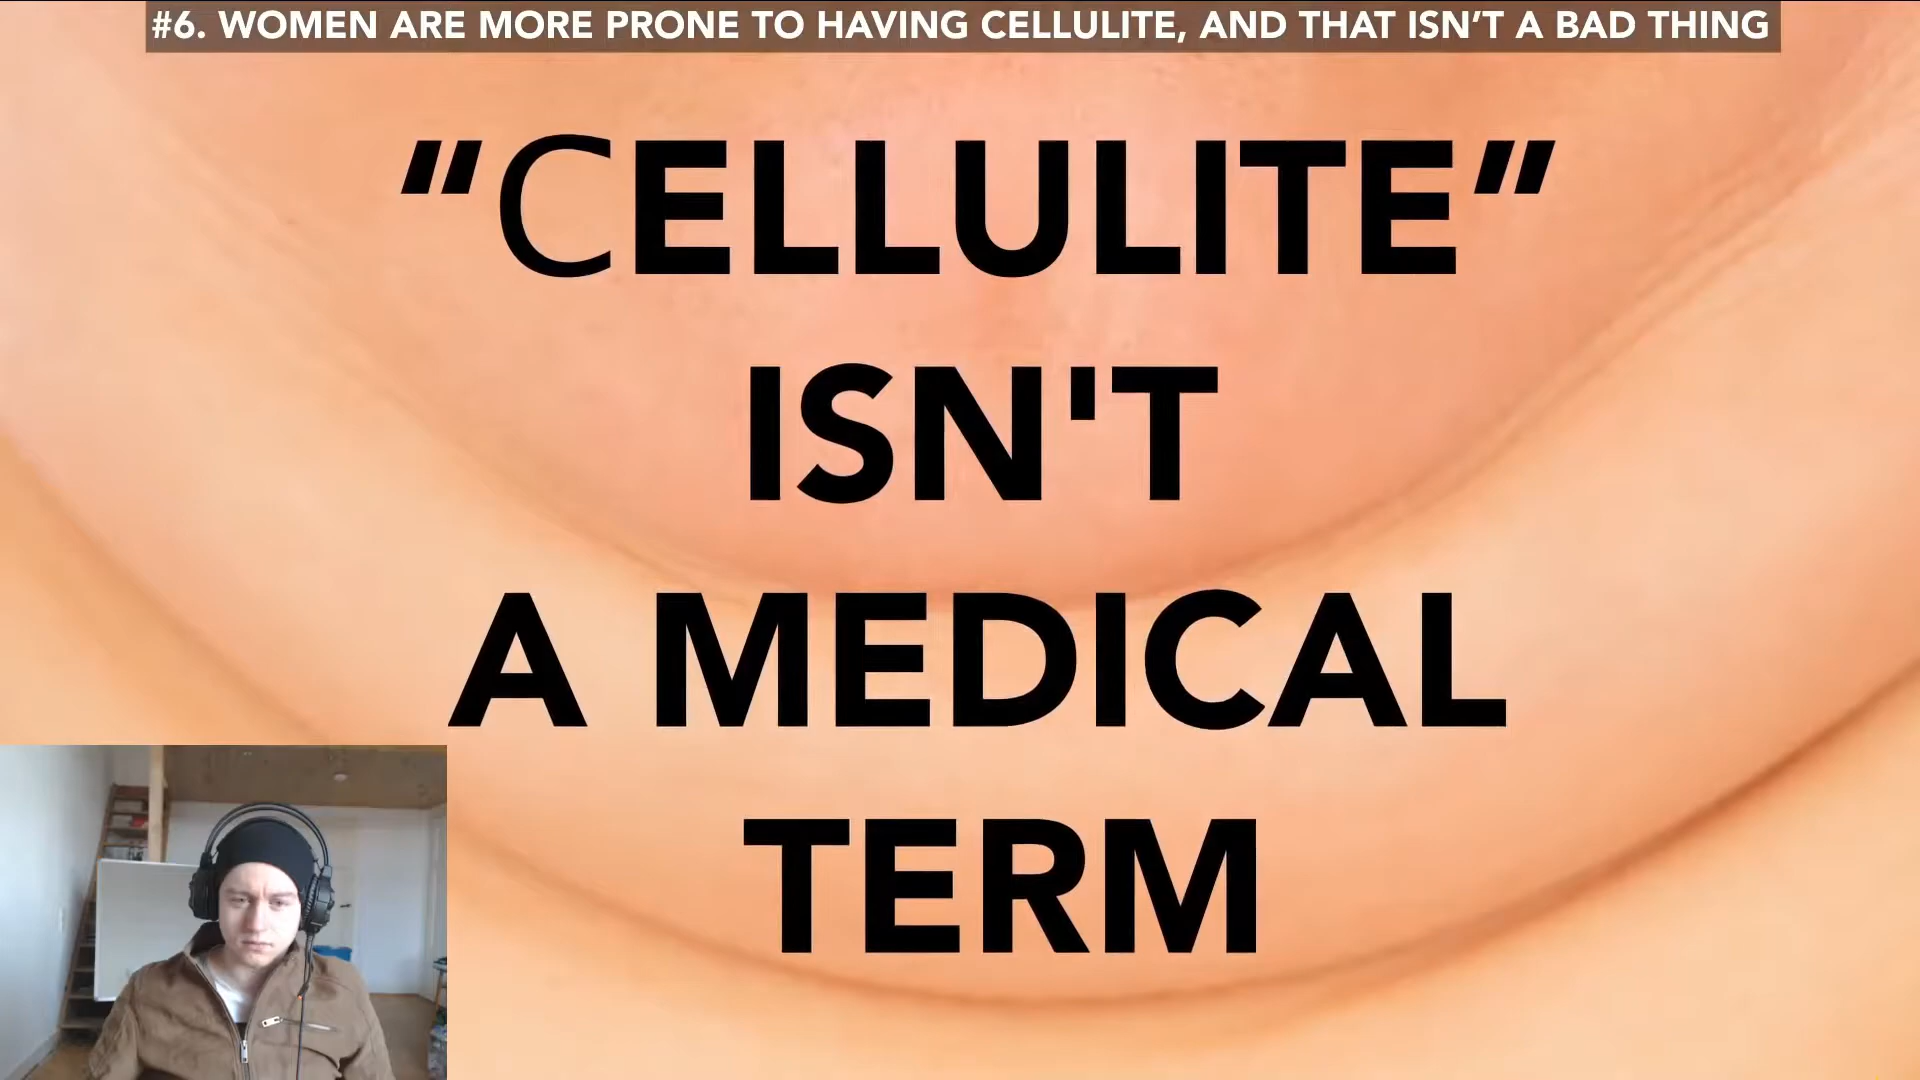 #6. WOMEN ARE MORE PRONE TO HAVING CELLULITE, AND THAT ISN’T A BAD THING
“CELLULITE”
ISN'T
A MEDICAL
TERM